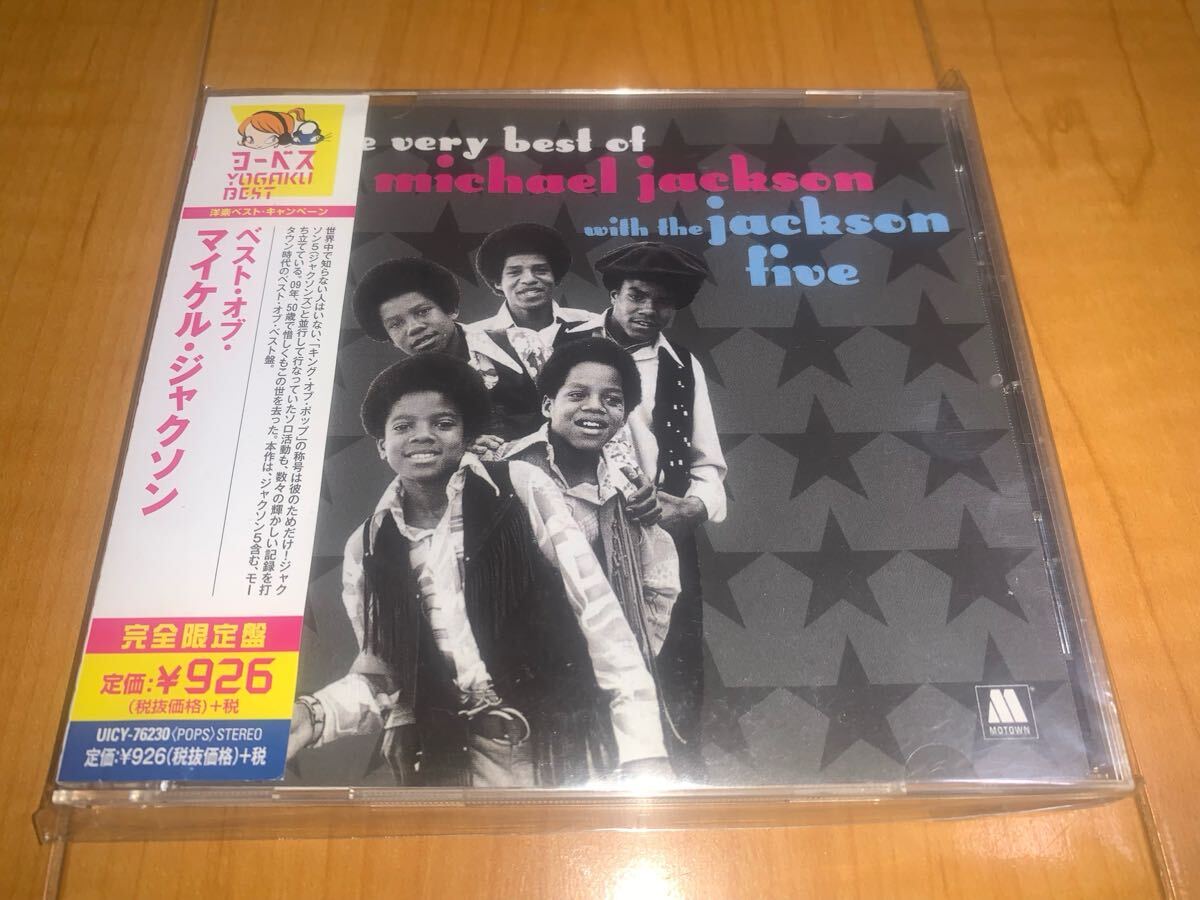 ヨーベス
YOGAKU
BEST
洋楽ベスト・キャンペーン
ベスト・オブ・
マイケル・ジャクソン
世界中で知らない人はいない、「キング・オブ・ポップ」の称号は彼のためだけ!ジャク
ソン5(ジャクソンズ)と並行して行なっていたソロ活動も、数々の輝かしい記録を打
ち立てている。09年、50歳で惜しくもこの世を去った。本作は、ジャクソン5含む、モー
タウン時代のベスト・オブ・ベスト盤。
完全限定盤
定価:¥926
(税抜価格)+税
UICY-76230〈POPS〉STEREO
定価:¥926(税抜価格)+税
e very best of
michael jackson
with the jackson
five
M
MOTOWN